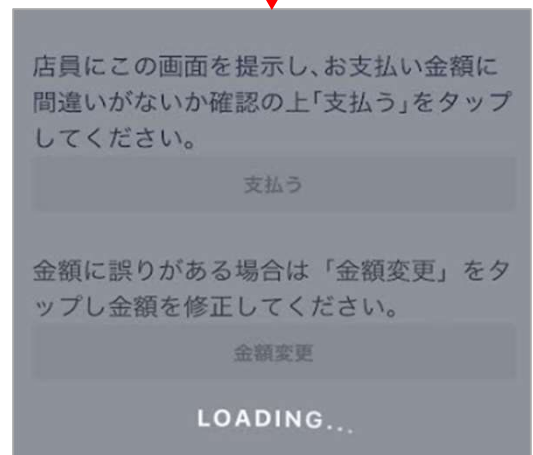 店員にこの画面を提示し、お支払い金額に
間違いがないか確認の上「支払う」をタップ
してください。
支払う
金額に誤りがある場合は「金額変更」をタ
ップし金額を修正してください。
金額変更
LOADING...